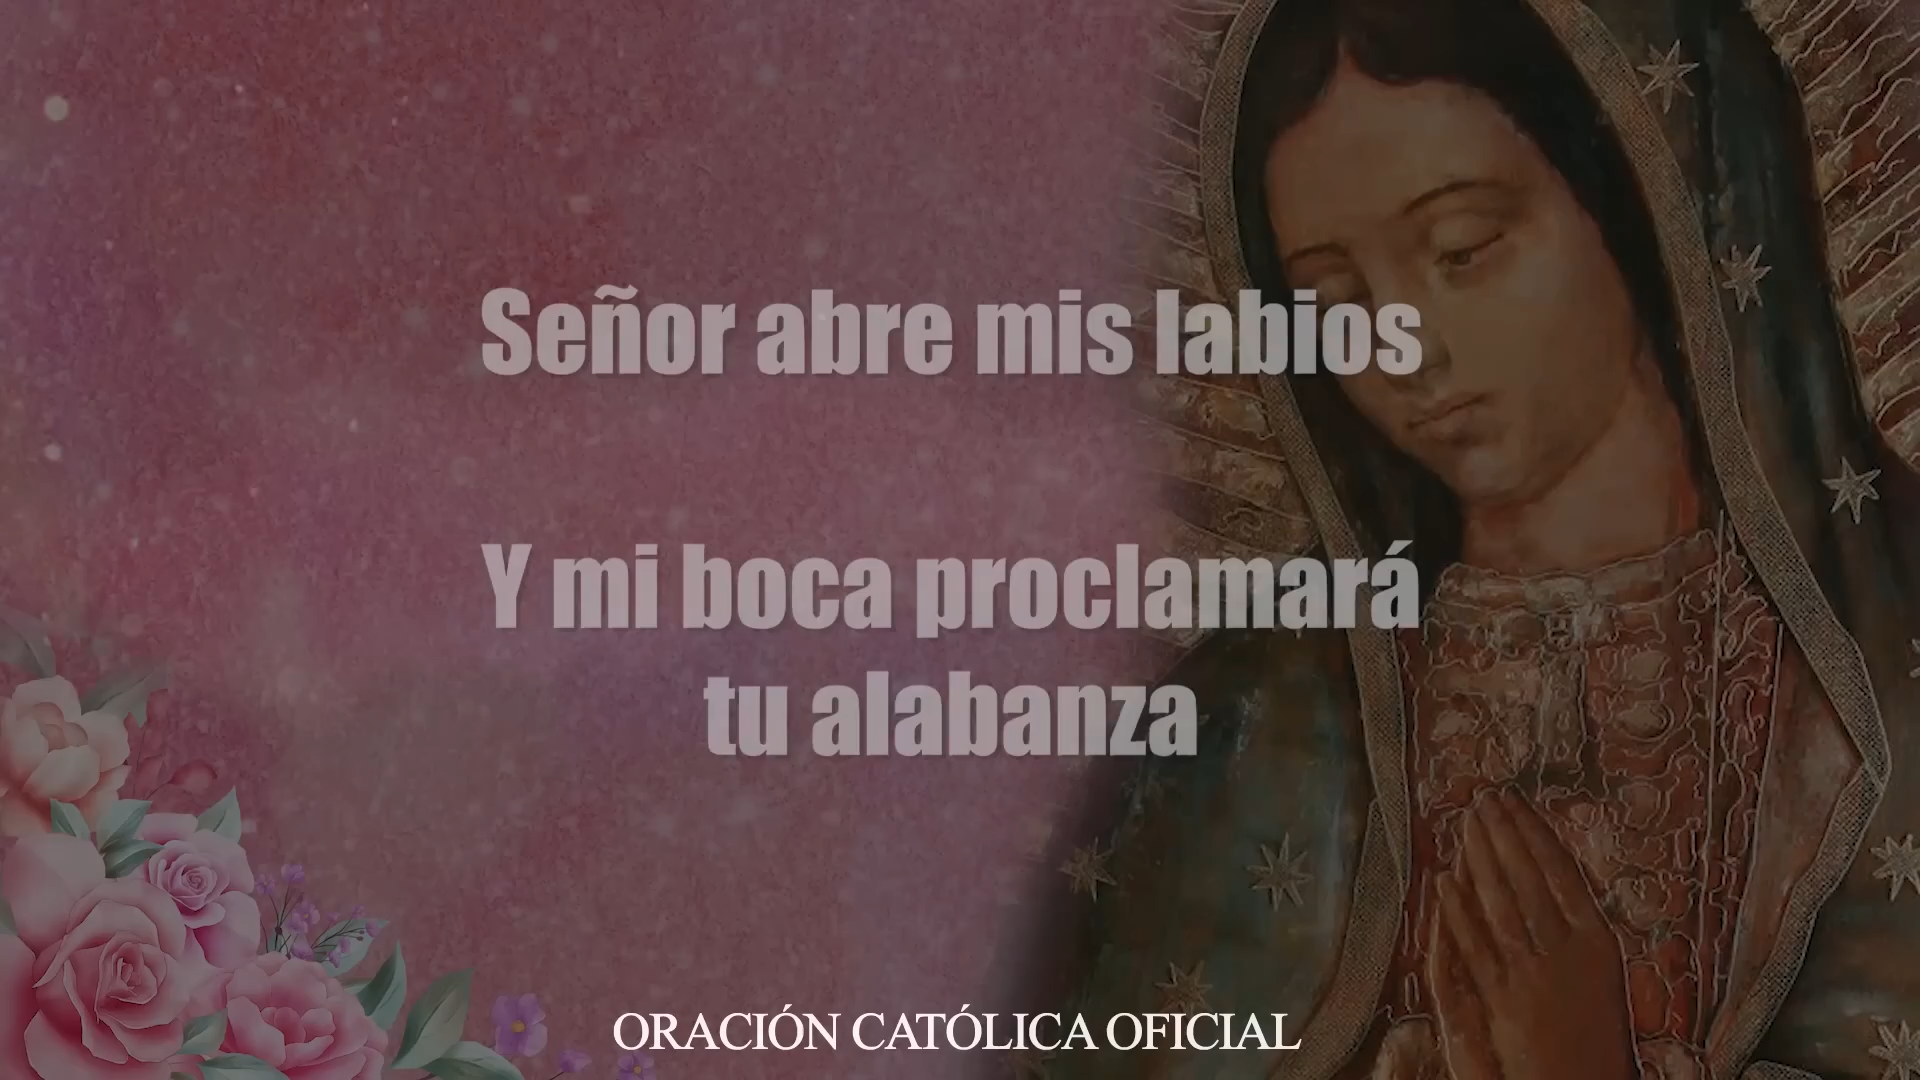 Señor abre mis labios
Y mi boca proclamará
tu alabanza
ORACIÓN CATÓLICA OFICIAL